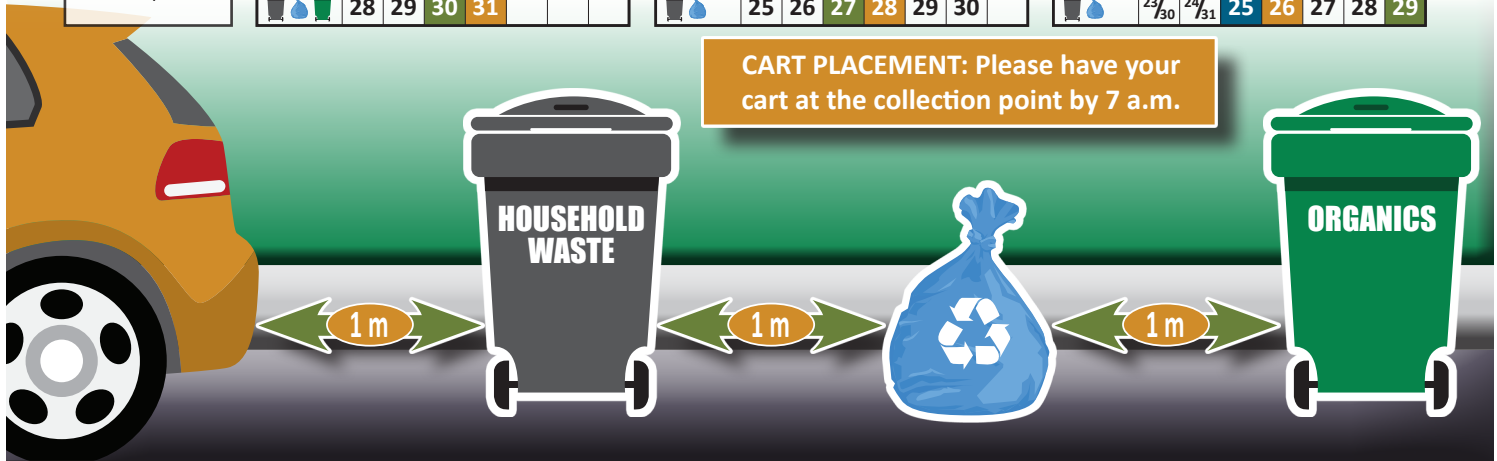 28 29 30 31
25 26 27 28 29 30
23/30 24/31 25 26 27 28 29
CART PLACEMENT: Please have your
cart at the collection point by 7 a.m.
HOUSEHOLD
WASTE
ORGANICS
1 m
1 m
1 m